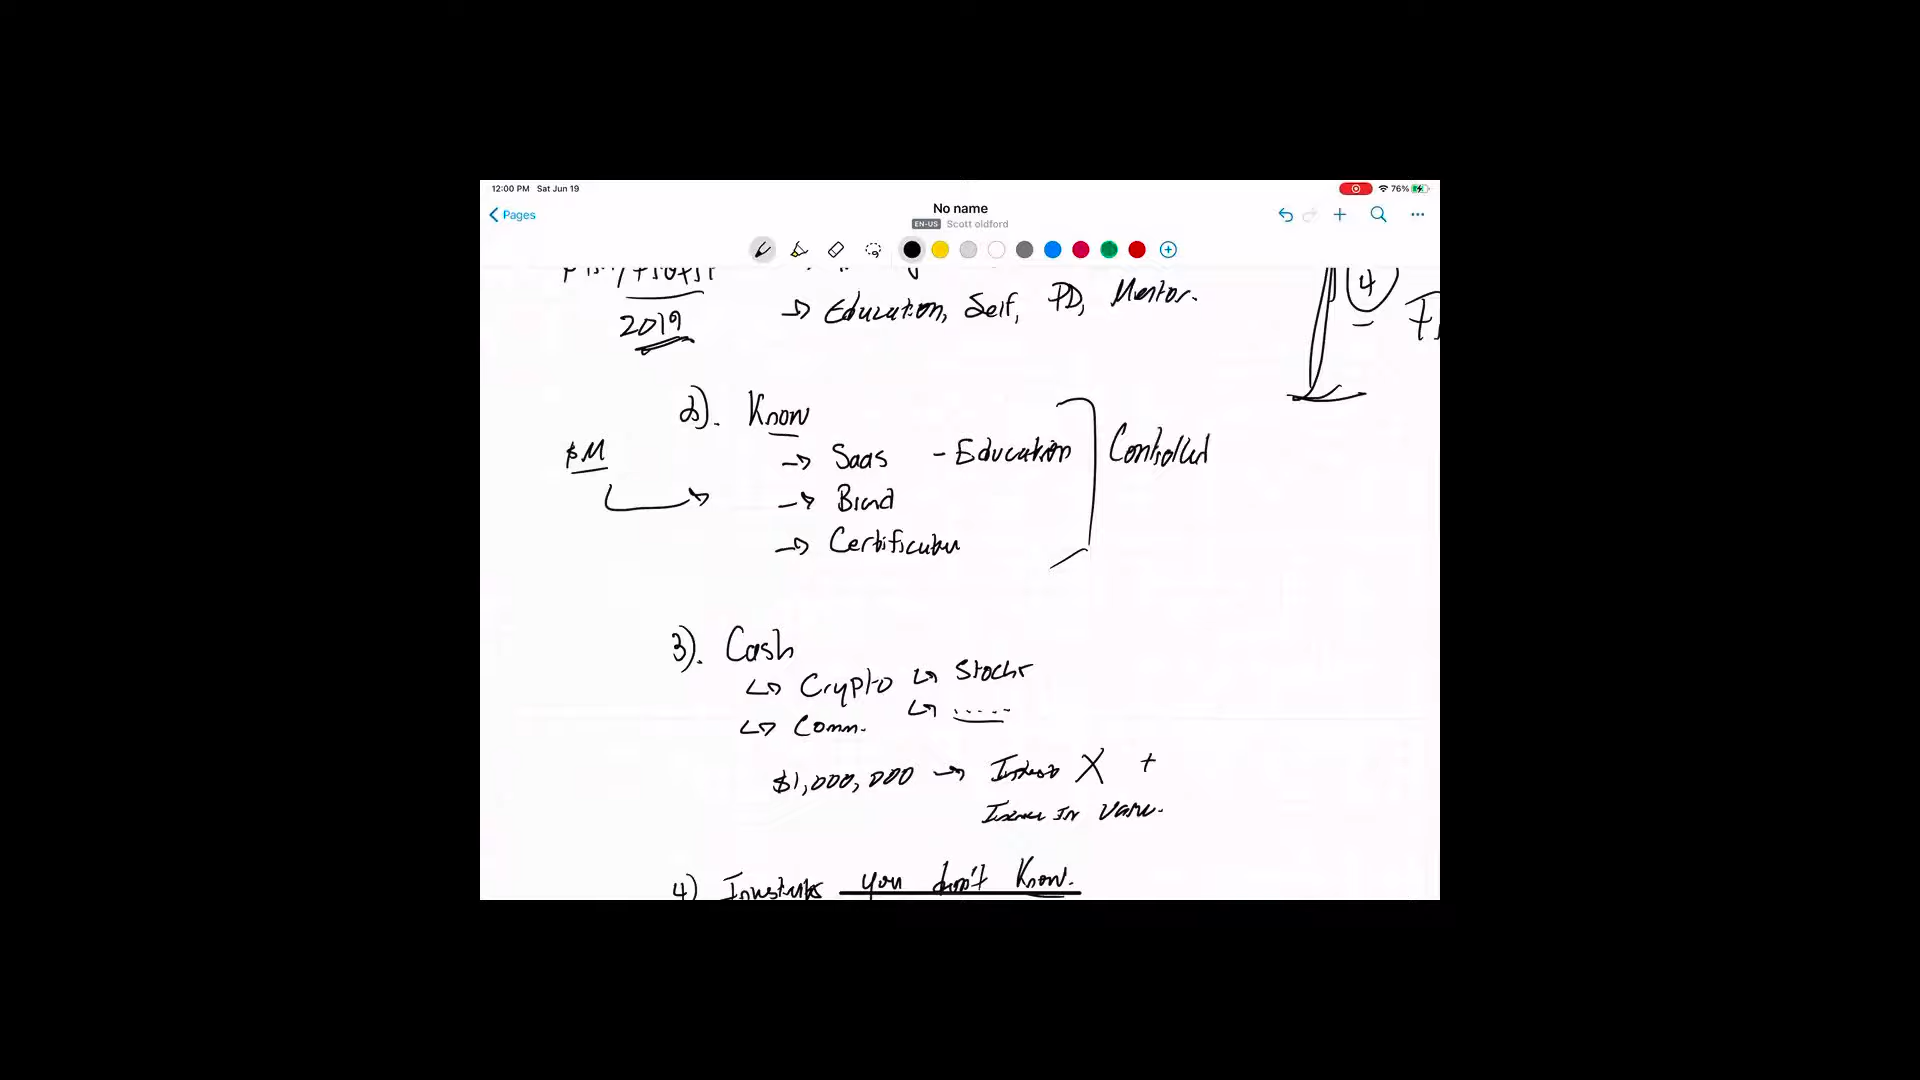 12:00 PM Sat Jun 19
76%
Pages
No name
EN-US Scott oldford
2019
→ Education, Self, PD, Mentor.
4
2). Know
$M
→ Saas - Education
Controlled
→ Brand
→ Certification
3). Cash
↳ Crypto ↳ Stocks
↳ Comm. ↳ .....
$1,000,000 → X +
In
4) you don't Know.